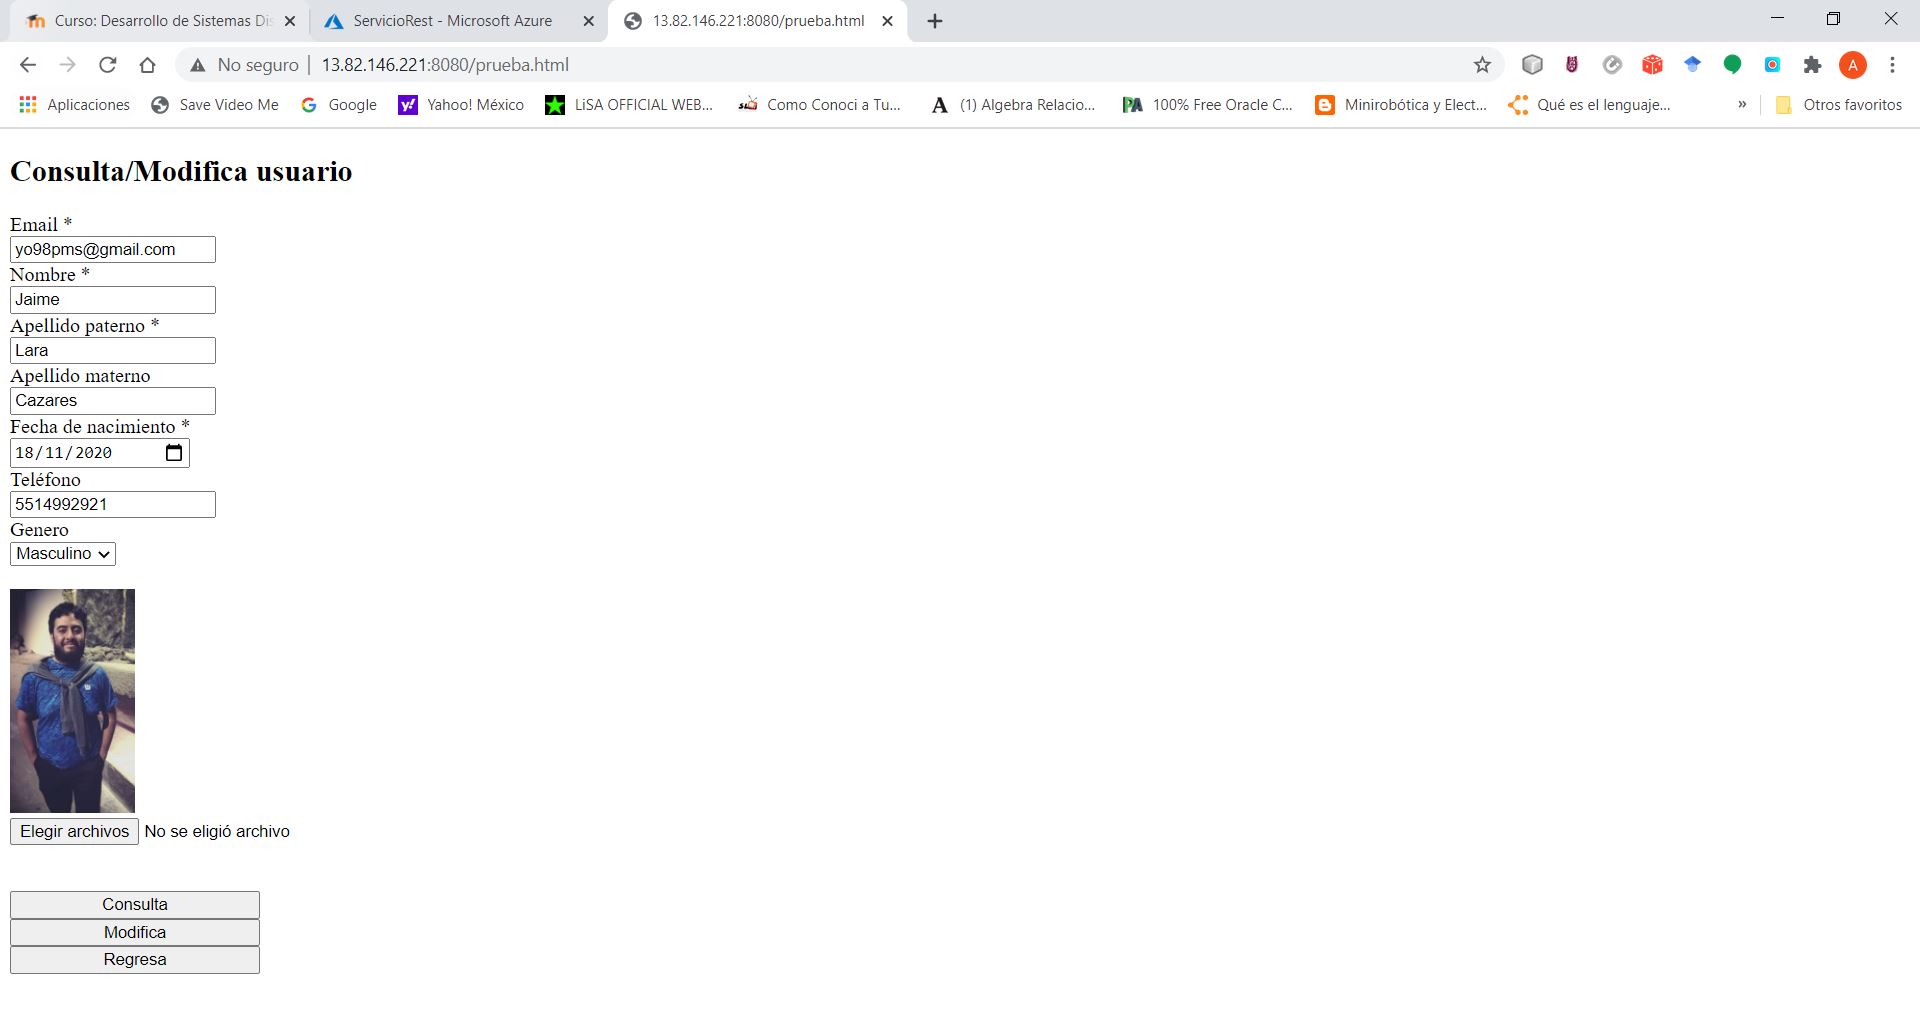 Curso: Desarrollo de Sistemas Dis
ServicioRest - Microsoft Azure
13.82.146.221:8080/prueba.html
No seguro | 13.82.146.221:8080/prueba.html
A
Aplicaciones
Save Video Me
Google
Yahoo! México
LiSA OFFICIAL WEB...
Como Conoci a Tu...
(1) Algebra Relacio...
100% Free Oracle C...
Minirobótica y Elect...
Qué es el lenguaje...
»
Otros favoritos
Consulta/Modifica usuario
Email *
yo98pms@gmail.com
Nombre *
Jaime
Apellido paterno *
Lara
Apellido materno
Cazares
Fecha de nacimiento *
18/11/2020
Teléfono
5514992921
Genero
Masculino
Elegir archivos No se eligió archivo
Consulta
Modifica
Regresa